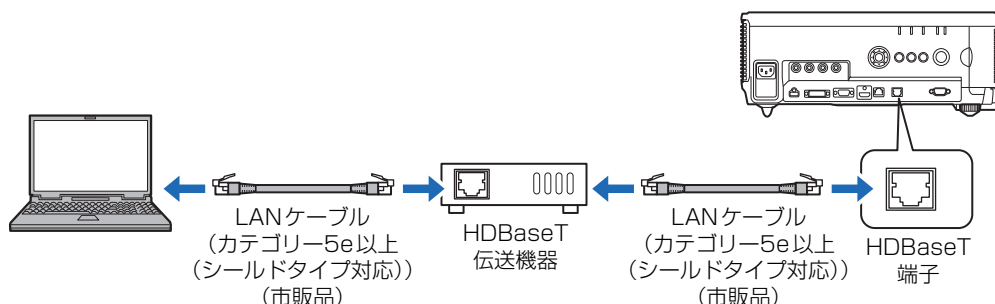 LANケーブル
（カテゴリー5e以上
（シールドタイプ対応））
（市販品）
HDBaseT
伝送機器
LANケーブル
（カテゴリー5e以上
（シールドタイプ対応））
（市販品）
HDBaseT
端子